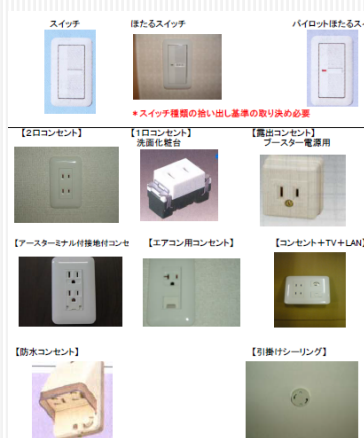 スイッチ
ほたるスイッチ
パイロットほたるス
*スイッチ種類の拾い出し基準の取り決め必要
【2口コンセント】
【1口コンセント】
洗面化粧台
【露出コンセント】
ブースター電源用
【アースターミナル付接地付コンセ
【エアコン用コンセント】
【コンセント+TV+LAN】
【防水コンセント】
【引掛けシーリング】